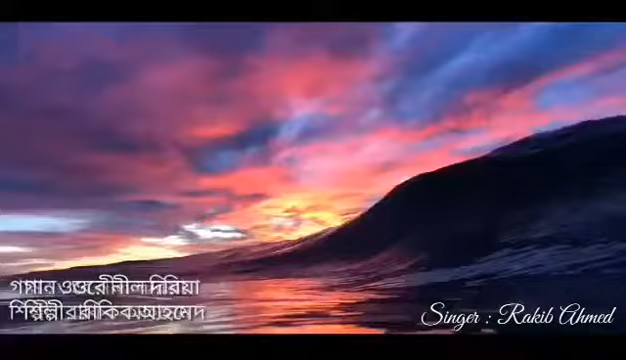 গান ওরে নীল দরিয়া
শিল্পী রাকিব আহমেদ
Singer : Rakib Ahmed